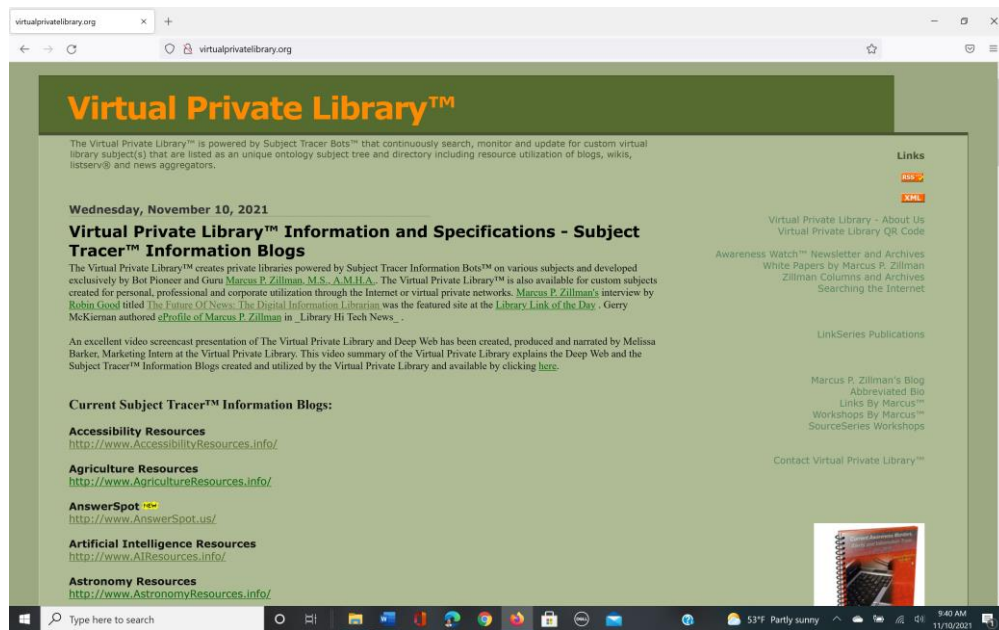 virtualprivatelibrary.org
virtualprivatelibrary.org
Virtual Private Library™
The Virtual Private Library™ is powered by Subject Tracer Bots™ that continuously search, monitor and update for custom virtual
library subject(s) that are listed as an unique ontology subject tree and directory including resource utilization of blogs, wikis,
listserv® and news aggregators.
Wednesday, November 10, 2021
Virtual Private Library™ Information and Specifications - Subject
Tracer™ Information Blogs
The Virtual Private Library™ creates private libraries powered by Subject Tracer Information Bots™ on various subjects and developed
exclusively by Bot Pioneer and Guru Marcus P. Zillman, M.S., A.M.H.A.. The Virtual Private Library™ is also available for custom subjects
created for personal, professional and corporate utilization through the Internet or virtual private networks. Marcus P. Zillman's interview by
Robin Good titled The Future Of News: The Digital Information Librarian was the featured site at the Library Link of the Day . Gerry
McKiernan authored eProfile of Marcus P. Zillman in _Library Hi Tech News_ .
An excellent video screencast presentation of The Virtual Private Library and Deep Web has been created, produced and narrated by Melissa
Barker, Marketing Intern at the Virtual Private Library. This video summary of the Virtual Private Library explains the Deep Web and the
Subject Tracer™ Information Blogs created and utilized by the Virtual Private Library and available by clicking here.
Current Subject Tracer™ Information Blogs:
Accessibility Resources
http://www.AccessibilityResources.info/
Agriculture Resources
http://www.AgricultureResources.info/
AnswerSpot NEW
http://www.AnswerSpot.us/
Artificial Intelligence Resources
http://www.AIResources.info/
Astronomy Resources
http://www.AstronomyResources.info/
Links
RSS
XML
Virtual Private Library - About Us
Virtual Private Library QR Code
Awareness Watch™ Newsletter and Archives
White Papers by Marcus P. Zillman
Zillman Columns and Archives
Searching the Internet
LinkSeries Publications
Marcus P. Zillman's Blog
Abbreviated Bio
Links By Marcus™
Workshops By Marcus™
SourceSeries Workshops
Contact Virtual Private Library™
Type here to search
53°F Partly sunny
9:40 AM
11/10/2021